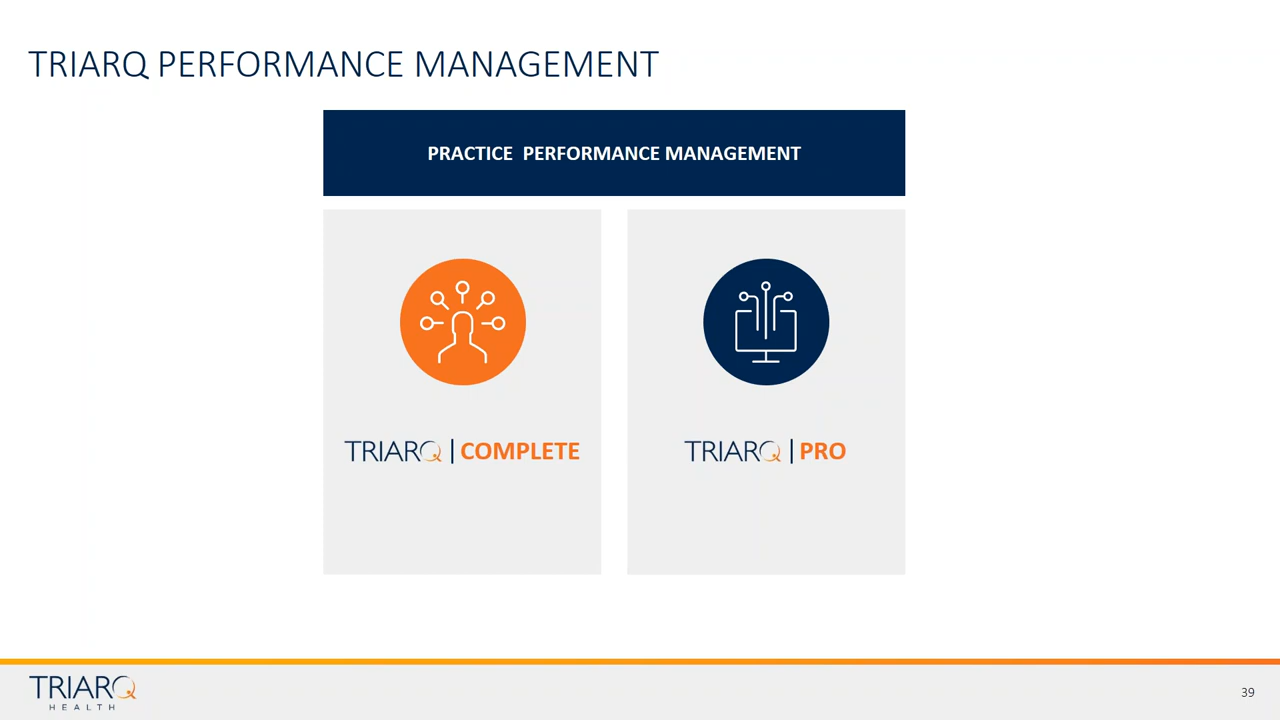 TRIARQ PERFORMANCE MANAGEMENT
PRACTICE PERFORMANCE MANAGEMENT
TRIARQ | COMPLETE
TRIARQ | PRO
TRIARQ
HEALTH
39